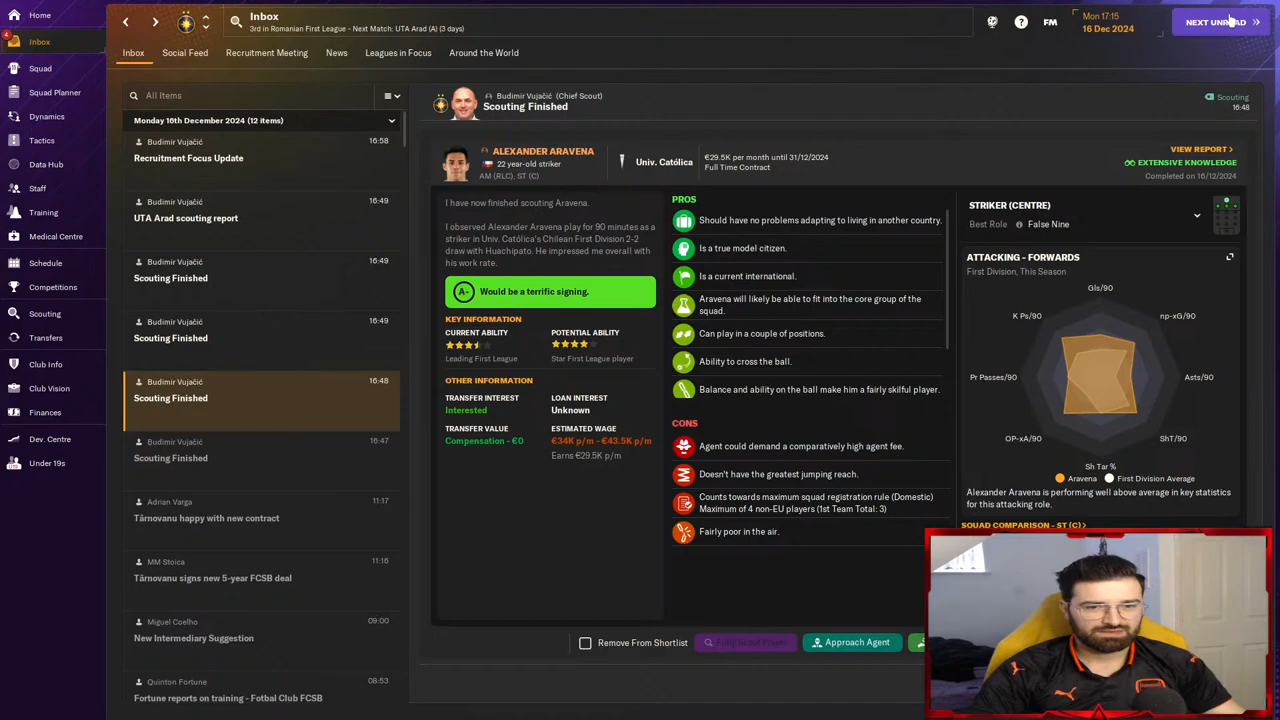 Home
4
Inbox
Squad
Squad Planner
Dynamics
Tactics
Data Hub
Staff
Training
Medical Centre
Schedule
Competitions
Scouting
Transfers
Club Info
Club Vision
Finances
Dev. Centre
Under 19s
Inbox
3rd in Romanian First League - Next Match: UTA Arad (A) (3 days)
FM
Mon 17:15
16 Dec 2024
Inbox
Social Feed
Recruitment Meeting
News
Leagues in Focus
Around the World
All Items
Monday 16th December 2024 (12 items)
Budimir Vujačić 16:58
Recruitment Focus Update
Budimir Vujačić 16:49
UTA Arad scouting report
Budimir Vujačić 16:49
Scouting Finished
Budimir Vujačić 16:49
Scouting Finished
Budimir Vujačić 16:48
Scouting Finished
Budimir Vujačić 16:47
Scouting Finished
Adrian Varga 11:17
Târnovanu happy with new contract
MM Stoica 11:16
Târnovanu signs new 5-year FCSB deal
Miguel Coelho 09:00
New Intermediary Suggestion
Quinton Fortune 08:53
Fortune reports on training - Fotbal Club FCSB
Budimir Vujačić (Chief Scout)
Scouting Finished
Scouting
16:48
ALEXANDER ARAVENA
22 year-old striker
AM (RLC), ST (C)
Univ. Católica
€29.5K per month until 31/12/2024
Full Time Contract
VIEW REPORT >
EXTENSIVE KNOWLEDGE
Completed on 16/12/2024
I have now finished scouting Aravena.
I observed Alexander Aravena play for 90 minutes as a
striker in Univ. Católica's Chilean First Division 2-2
draw with Huachipato. He impressed me overall with
his work rate.
A- Would be a terrific signing.
KEY INFORMATION
CURRENT ABILITY
Leading First League
POTENTIAL ABILITY
Star First League player
OTHER INFORMATION
TRANSFER INTEREST
Interested
LOAN INTEREST
Unknown
TRANSFER VALUE
Compensation - €0
ESTIMATED WAGE
€34K p/m - €43.5K p/m
Earns €29.5K p/m
PROS
Should have no problems adapting to living in another country.
Is a true model citizen.
Is a current international.
Aravena will likely be able to fit into the core group of the
squad.
Can play in a couple of positions.
Ability to cross the ball.
Balance and ability on the ball make him a fairly skilful player.
CONS
Agent could demand a comparatively high agent fee.
Doesn't have the greatest jumping reach.
Counts towards maximum squad registration rule (Domestic)
Maximum of 4 non-EU players (1st Team Total: 3)
Fairly poor in the air.
STRIKER (CENTRE)
Best Role False Nine
ATTACKING - FORWARDS
First Division, This Season
Gls/90
K Ps/90
np-xG/90
Pr Passes/90
Asts/90
OP-xA/90
ShT/90
Sh Tar %
Aravena
First Division Average
Alexander Aravena is performing well above average in key statistics
for this attacking role.
SQUAD COMPARISON - ST (C) >
Remove From Shortlist
Approach Agent